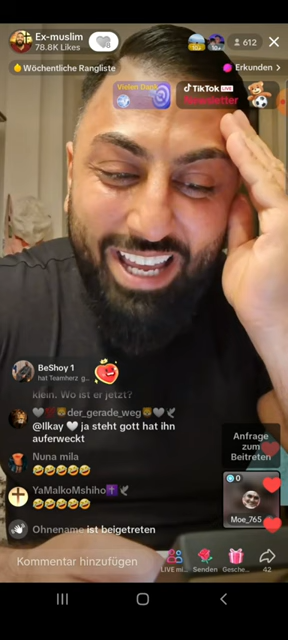 Ex-muslim
78.8K Likes
612
Wöchentliche Rangliste
Erkunden >
Vielen Dank
TikTok LIVE
Newsletter
BeShoy 1
hat Teamherz g..
klein. Wo ist er jetzt?
🤍💯🦁der_gerade_weg🦁🤍🕊
@Ilkay 🤍 ja steht gott hat ihn
auferweckt
Nuna mila
🤣🤣🤣🤣🤣
YaMalkoMshiho✝️🕊
🤣🤣🤣🤣🤣
Ohnename ist beigetreten
Anfrage
zum
Beitreten
0
Moe_765
Kommentar hinzufügen
LIVE mi...
Senden
Gesche...
42